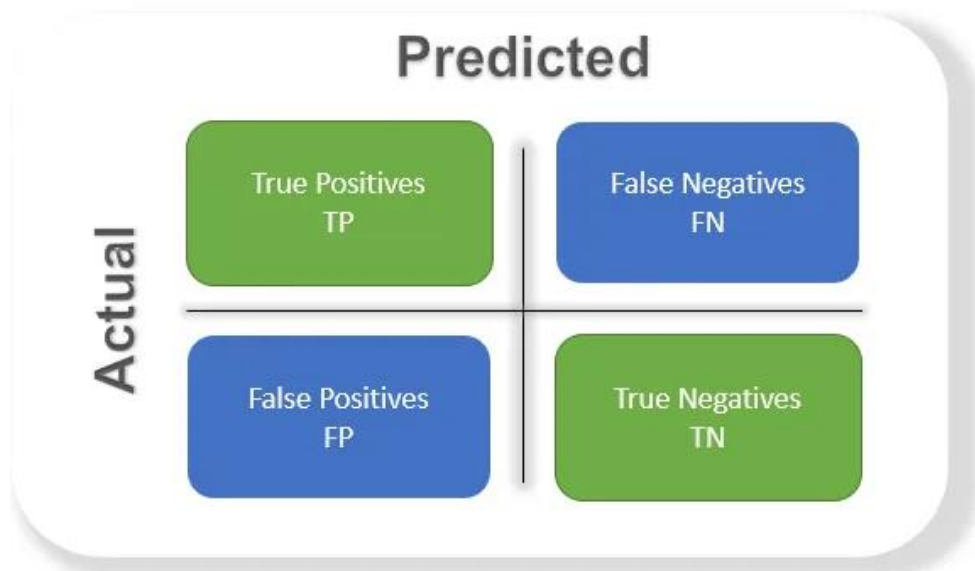 Predicted
Actual
True Positives
TP
False Negatives
FN
False Positives
FP
True Negatives
TN